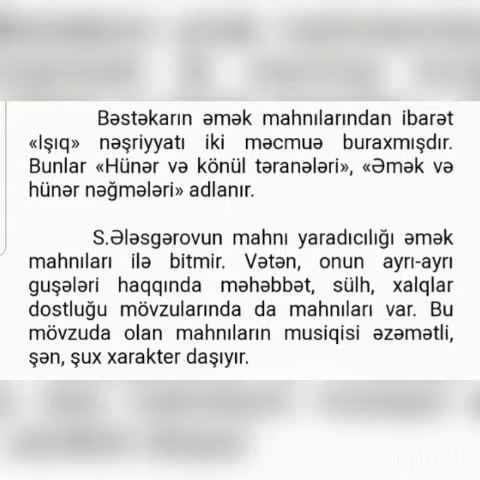 Bəstəkarın əmək mahnılarından ibarət
«Işıq» nəşriyyatı iki məcmuə buraxmışdır.
Bunlar «Hünər və könül təranələri», «Əmək və
hünər nəğmələri» adlanır.
S.Ələsgərovun mahnı yaradıcılığı əmək
mahnıları ilə bitmir. Vətən, onun ayrı-ayrı
guşələri haqqında məhəbbət, sülh, xalqlar
dostluğu mövzularında da mahnıları var. Bu
mövzuda olan mahnıların musiqisi əzəmətli,
şən, şux xarakter daşıyır.